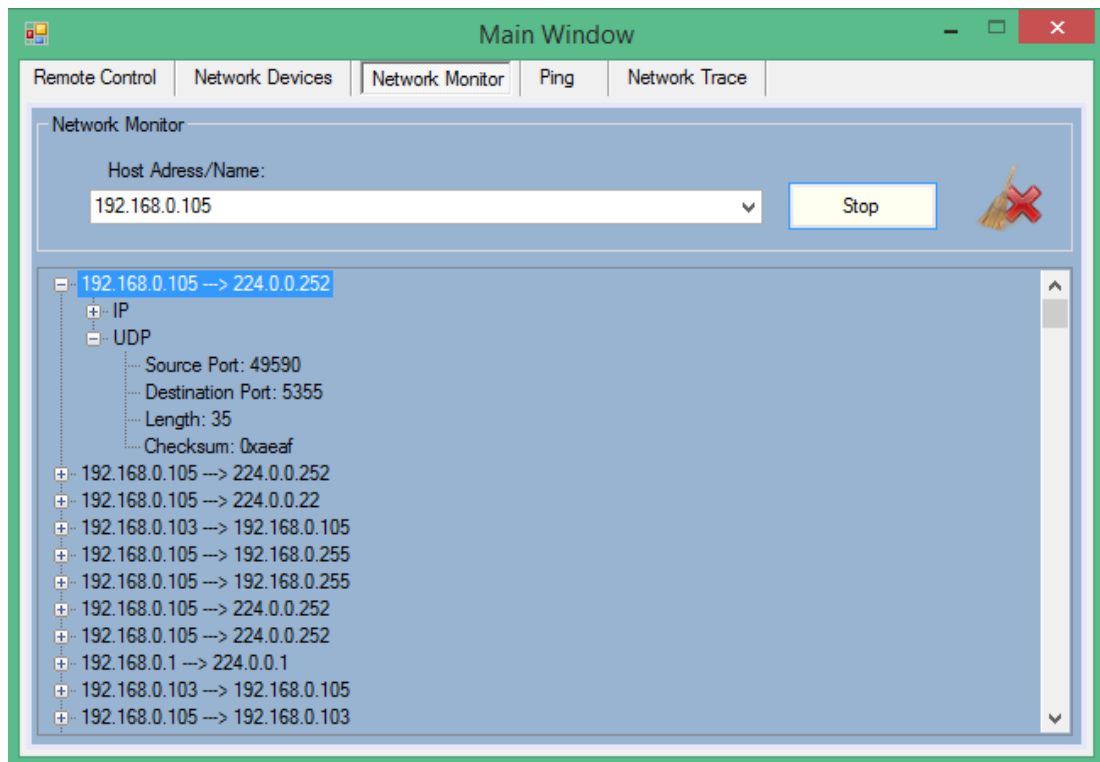 Main Window
Remote Control Network Devices Network Monitor Ping Network Trace
Network Monitor
Host Adress/Name:
192.168.0.105 Stop
192.168.0.105 ---> 224.0.0.252
IP
UDP
Source Port: 49590
Destination Port: 5355
Length: 35
Checksum: 0xaeaf
192.168.0.105 ---> 224.0.0.252
192.168.0.105 ---> 224.0.0.22
192.168.0.103 ---> 192.168.0.105
192.168.0.105 ---> 192.168.0.255
192.168.0.105 ---> 192.168.0.255
192.168.0.105 ---> 224.0.0.252
192.168.0.105 ---> 224.0.0.252
192.168.0.1 ---> 224.0.0.1
192.168.0.103 ---> 192.168.0.105
192.168.0.105 ---> 192.168.0.103